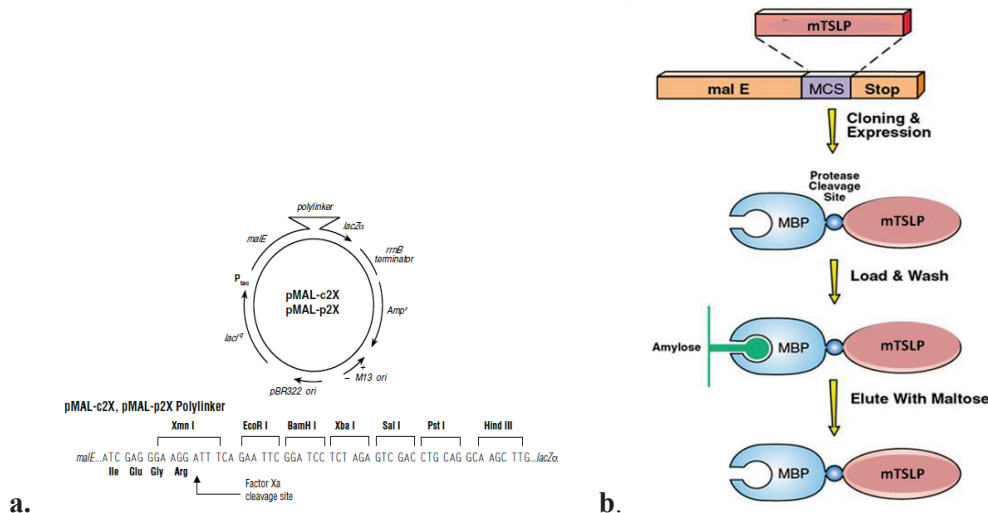 polylinker
lacZα
malE
rrnB
terminator
Ptac
pMAL-c2X
pMAL-p2X
Ampr
lacIq
+
– M13 ori
pBR322 ori
pMAL-c2X, pMAL-p2X Polylinker
Xmn I EcoR I BamH I Xba I Sal I Pst I Hind III
malE...ATC GAG GGA AGG ATT TCA GAA TTC GGA TCC TCT AGA GTC GAC CTG CAG GCA AGC TTG...lacZα
Ile Glu Gly Arg
Factor Xa
cleavage site
a.
mTSLP
mal E MCS Stop
Cloning &
Expression
Protease
Cleavage
Site
MBP mTSLP
Load & Wash
Amylose MBP mTSLP
Elute With Maltose
MBP mTSLP
b.